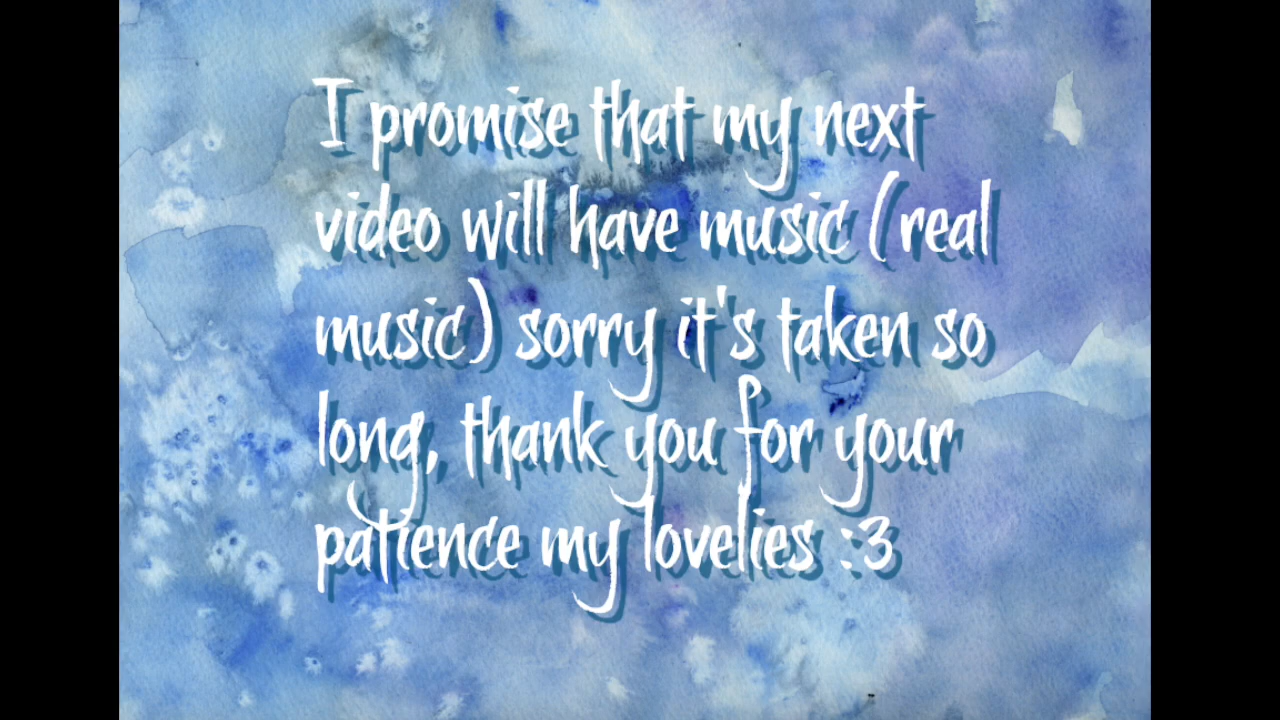 I promise that my next
video will have music (real
music) sorry it's taken so
long, thank you for your
patience my lovelies :3